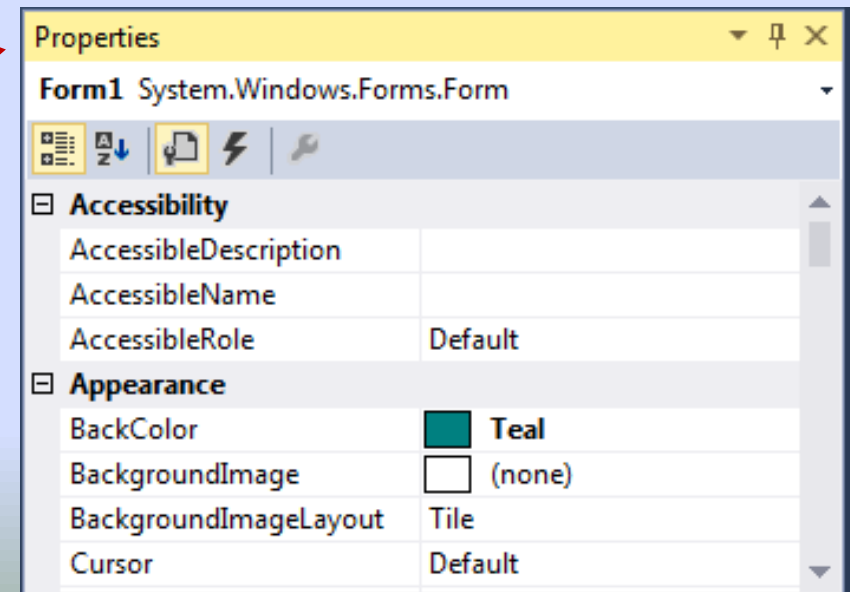 Properties
Form1 System.Windows.Forms.Form
A
Z
Accessibility
AccessibleDescription
AccessibleName
AccessibleRole Default
Appearance
BackColor Teal
BackgroundImage (none)
BackgroundImageLayout Tile
Cursor Default